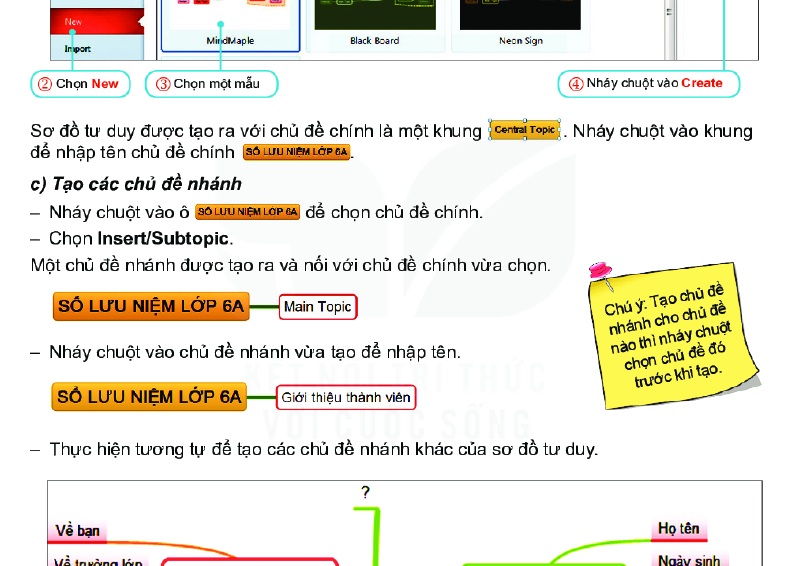 New
Import
MindMaple
Black Board
Neon Sign
② Chọn New
③ Chọn một mẫu
④ Nháy chuột vào Create
Sơ đồ tư duy được tạo ra với chủ đề chính là một khung Central Topic . Nháy chuột vào khung
để nhập tên chủ đề chính SỔ LƯU NIỆM LỚP 6A.
c) Tạo các chủ đề nhánh
– Nháy chuột vào ô SỔ LƯU NIỆM LỚP 6A để chọn chủ đề chính.
– Chọn Insert/Subtopic.
Một chủ đề nhánh được tạo ra và nối với chủ đề chính vừa chọn.
SỔ LƯU NIỆM LỚP 6A Main Topic
Chú ý: Tạo chủ đề
nhánh cho chủ đề
nào thì nháy chuột
chọn chủ đề đó
trước khi tạo.
– Nháy chuột vào chủ đề nhánh vừa tạo để nhập tên.
KẾT NỐI TRI THỨC
VỚI CUỘC SỐNG
SỔ LƯU NIỆM LỚP 6A Giới thiệu thành viên
– Thực hiện tương tự để tạo các chủ đề nhánh khác của sơ đồ tư duy.
?
Về bạn
Họ tên
Về trường lớp
Ngày sinh